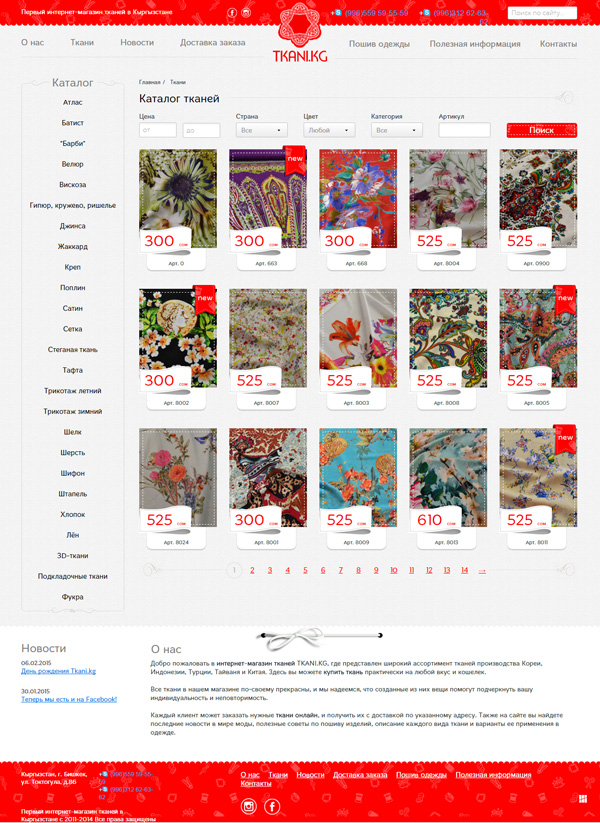 Первый интернет-магазин тканей в Кыргызстане
+ (996)559 59-55-59
+ (996)312 62-63-62
Поиск по сайту...
О нас
Ткани
Новости
Доставка заказа
TKANI.KG
Пошив одежды
Полезная информация
Контакты
Каталог
Атлас
Батист
"Барби"
Велюр
Вискоза
Гипюр, кружево, ришелье
Джинса
Жаккард
Креп
Поплин
Сатин
Сетка
Стеганая ткань
Тафта
Трикотаж летний
Трикотаж зимний
Шелк
Шерсть
Шифон
Штапель
Хлопок
Лён
3D-ткани
Подкладочные ткани
Фукра
Главная / Ткани
Каталог тканей
Цена Страна Цвет Категория Артикул
от до Все Любой Все Поиск
new
300 сом 300 сом 300 сом 525 сом 525 сом
Арт. 0 Арт. 663 Арт. 668 Арт. 8004 Арт. 0900
new new
300 сом 525 сом 525 сом 525 сом 525 сом
Арт. 8002 Арт. 8007 Арт. 8003 Арт. 8008 Арт. 8005
new
525 сом 300 сом 525 сом 610 сом 525 сом
Арт. 8024 Арт. 8001 Арт. 8009 Арт. 8013 Арт. 8011
1 2 3 4 5 6 7 8 9 10 11 12 13 14 →
Новости
06.02.2015
День рождения Tkani.kg
30.01.2015
Теперь мы есть и на Facebook!
О нас
Добро пожаловать в интернет-магазин тканей TKANI.KG, где представлен широкий ассортимент тканей производства Кореи,
Индонезии, Турции, Тайваня и Китая. Здесь вы можете купить ткань практически на любой вкус и кошелек.
Все ткани в нашем магазине по-своему прекрасны, и мы надеемся, что созданные из них вещи помогут подчеркнуть вашу
индивидуальность и неповторимость.
Каждый клиент может заказать нужные ткани онлайн, и получить их с доставкой по указанному адресу. Также на сайте вы найдете
последние новости в мире моды, полезные советы по пошиву изделий, описание каждого вида ткани и варианты ее применения в
одежде.
Кыргызстан, г. Бишкек,
ул. Токтогула, д.86
+ (996)559 59-55-
59
+ (996)312 62-63-
62
Первый интернет-магазин тканей в
Кыргызстане с 2011-2014 Все права защищены
О нас Ткани Новости Доставка заказа Пошив одежды Полезная информация
Контакты